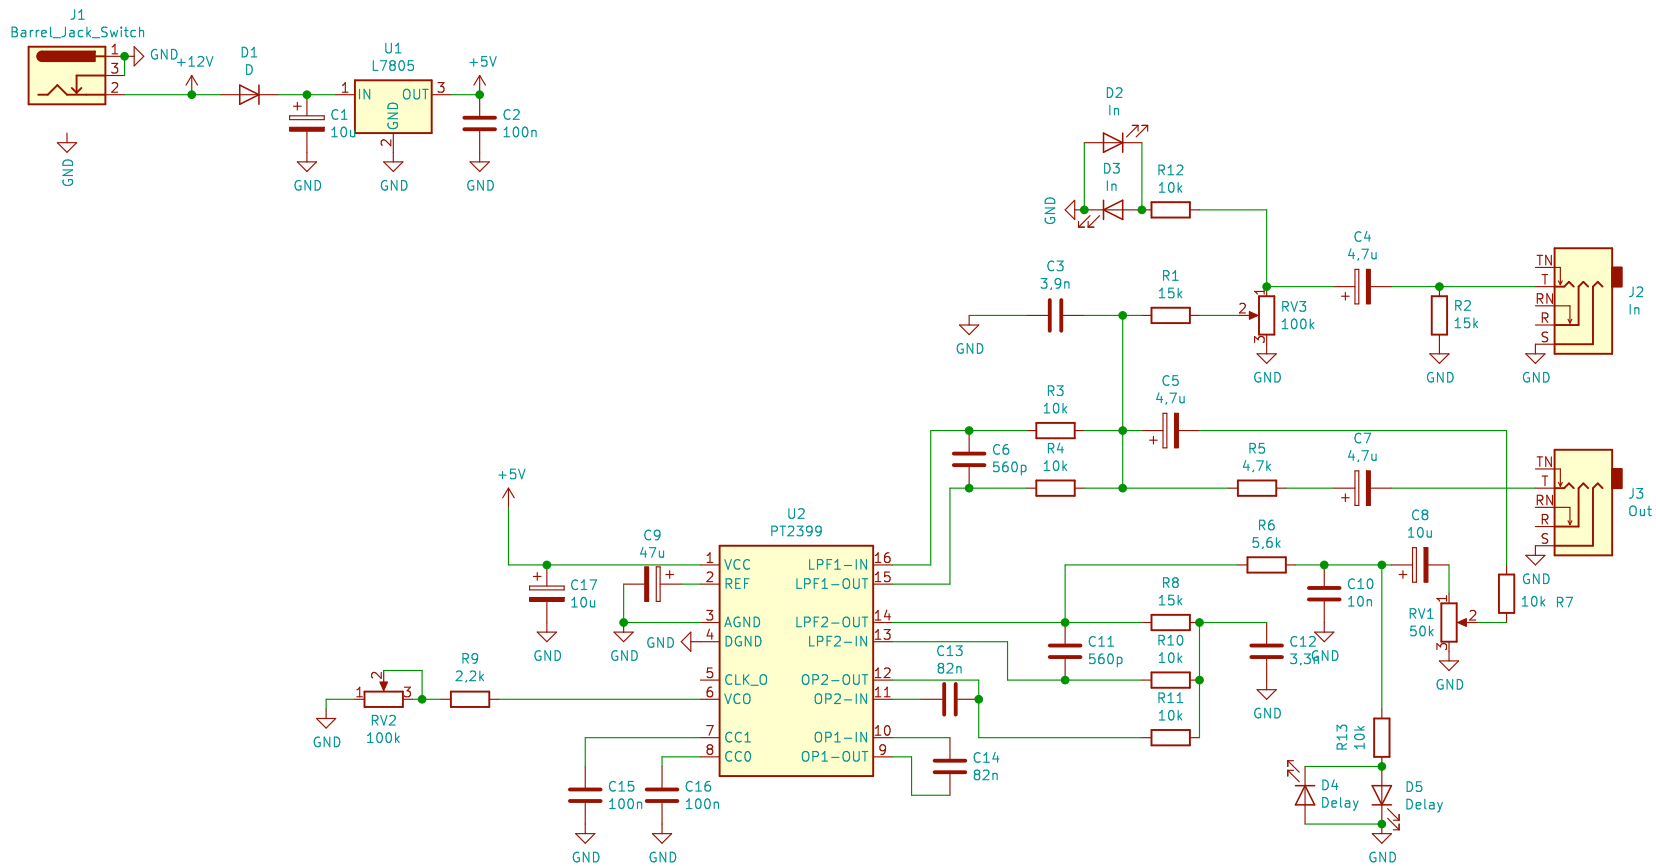 J1
Barrel_Jack_Switch
1
3
2
GND
+12V
D1
D
GND
C1
10u
GND
U1
L7805
1
IN
OUT
3
GND
2
GND
+5V
C2
100n
GND
D2
In
D3
In
GND
R12
10k
C3
3,9n
GND
R1
15k
2
1
3
RV3
100k
GND
C4
4,7u
R2
15k
GND
TN
T
RN
R
S
J2
In
GND
R3
10k
C5
4,7u
C6
560p
R4
10k
R5
4,7k
C7
4,7u
TN
T
RN
R
S
J3
Out
GND
+5V
C17
10u
GND
C9
47u
GND
GND
U2
PT2399
1
VCC
2
REF
3
AGND
4
DGND
5
CLK_O
6
VCO
7
CC1
8
CC0
16
LPF1-IN
15
LPF1-OUT
14
LPF2-OUT
13
LPF2-IN
12
OP2-OUT
11
OP2-IN
10
OP1-IN
9
OP1-OUT
R6
5,6k
C8
10u
C10
10n
GND
RV1
50k
1
2
3
GND
10k
R7
R8
15k
R10
10k
R11
10k
C11
560p
C12
3,3n
GND
C13
82n
C14
82n
R9
2,2k
1
2
3
RV2
100k
GND
C15
100n
GND
C16
100n
GND
R13
10k
D4
Delay
D5
Delay
GND